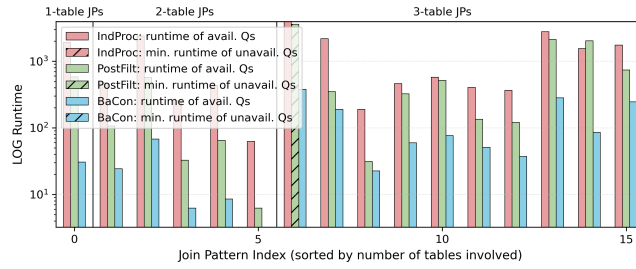 1-table JPs 2-table JPs 3-table JPs
IndProc: runtime of avail. Qs
IndProc: min. runtime of unavail. Qs
PostFilt: runtime of avail. Qs
PostFilt: min. runtime of unavail. Qs
BaCon: runtime of avail. Qs
BaCon: min. runtime of unavail. Qs
LOG Runtime
10³
10²
10¹
0 5 10 15
Join Pattern Index (sorted by number of tables involved)